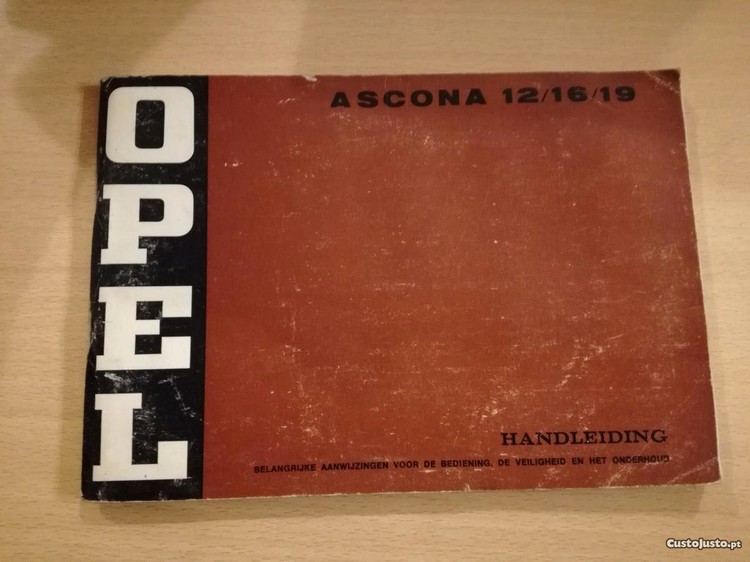 OPEL
ASCONA 12/16/19
HANDLEIDING
BELANGRIJKE AANWIJZINGEN VOOR DE BEDIENING, DE VEILIGHEID EN HET ONDERHOUD
CustoJusto.pt